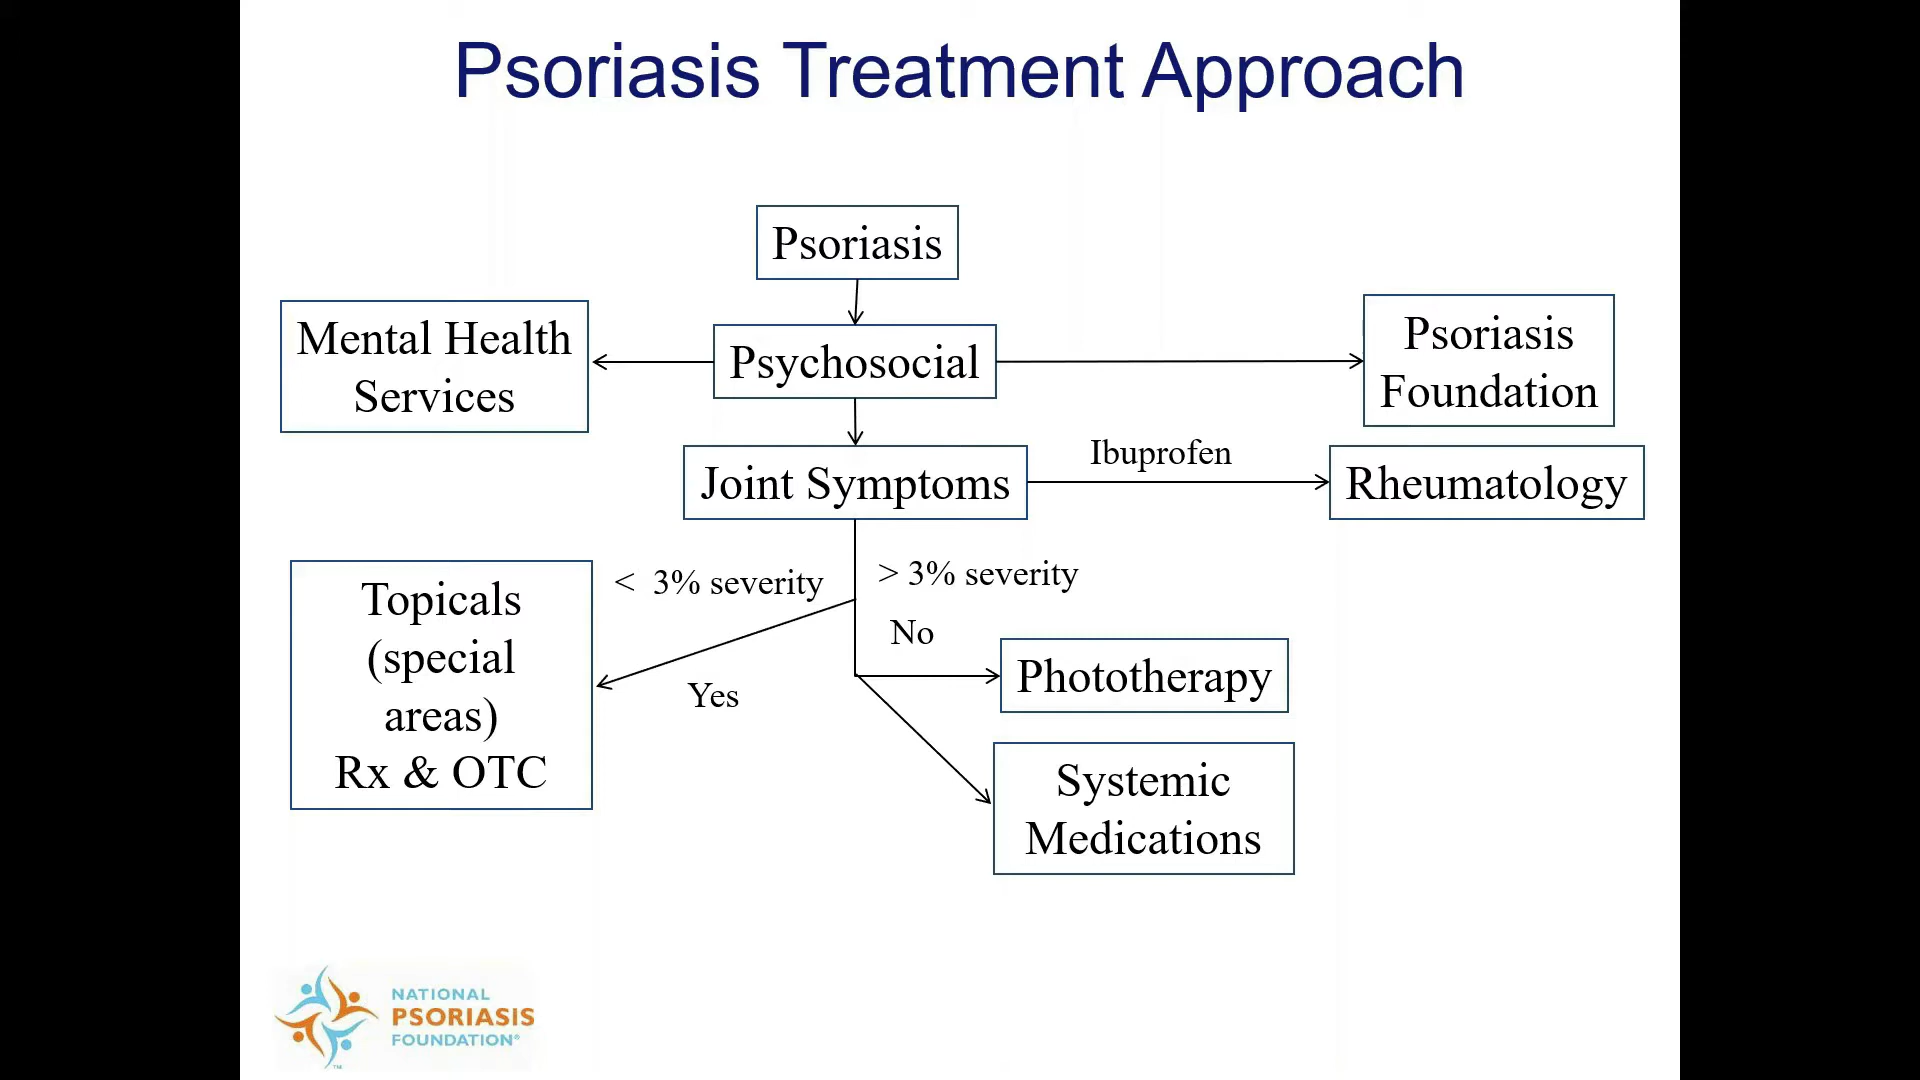 Psoriasis Treatment Approach
Psoriasis
Mental Health
Services
Psychosocial
Psoriasis
Foundation
Joint Symptoms
Ibuprofen
Rheumatology
Topicals
(special
areas)
Rx & OTC
< 3% severity
> 3% severity
No
Yes
Phototherapy
Systemic
Medications
NATIONAL
PSORIASIS
FOUNDATION®
™